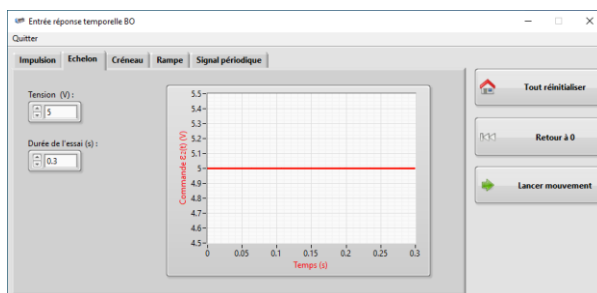 Entrée réponse temporelle BO
Quitter
Impulsion Echelon Créneau Rampe Signal périodique
Tension (V) :
5
Durée de l'essai (s) :
0.3
Commande ε2(t) (V)
5.5
5.4
5.3
5.2
5.1
5
4.9
4.8
4.7
4.6
4.5
0 0.05 0.1 0.15 0.2 0.25 0.3
Temps (s)
Tout réinitialiser
Retour à 0
Lancer mouvement